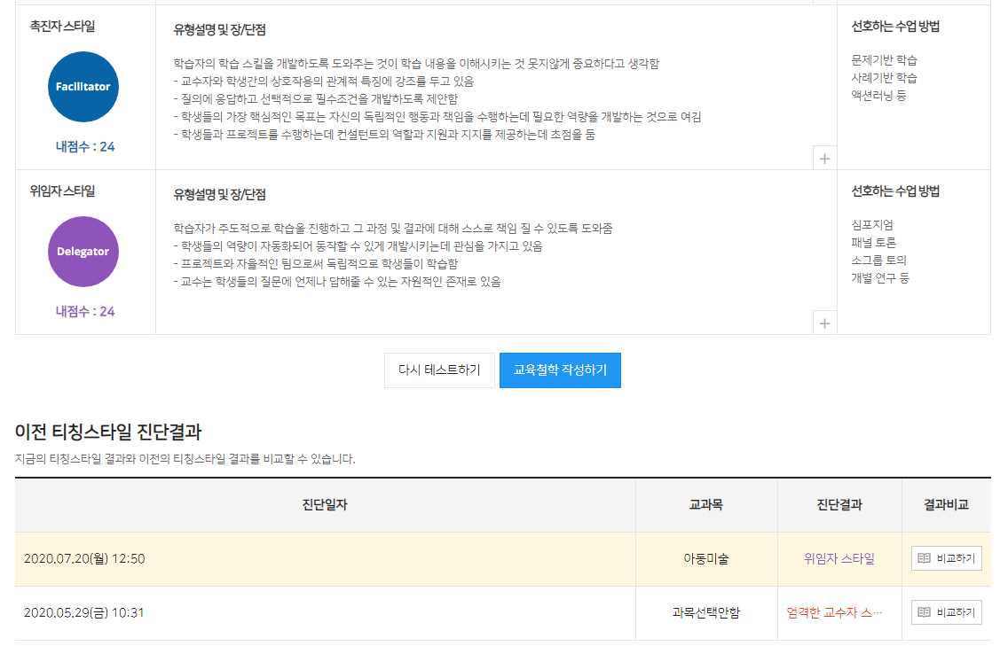 촉진자 스타일
Facilitator
내점수 : 24
유형설명 및 장/단점
학습자의 학습 스킬을 개발하도록 도와주는 것이 학습 내용을 이해시키는 것 못지않게 중요하다고 생각함
- 교수자와 학생간의 상호작용의 관계적 특징에 강조를 두고 있음
- 질의에 응답하고 선택적으로 필수조건을 개발하도록 제안함
- 학생들의 가장 핵심적인 목표는 자신의 독립적인 행동과 책임을 수행하는데 필요한 역량을 개발하는 것으로 여김
- 학생들과 프로젝트를 수행하는데 컨설턴트의 역할과 지원과 지지를 제공하는데 초점을 둠
+
선호하는 수업 방법
문제기반 학습
사례기반 학습
액션러닝 등
위임자 스타일
Delegator
내점수 : 24
유형설명 및 장/단점
학습자가 주도적으로 학습을 진행하고 그 과정 및 결과에 대해 스스로 책임 질 수 있도록 도와줌
- 학생들의 역량이 자동화되어 동작할 수 있게 개발시키는데 관심을 가지고 있음
- 프로젝트와 자율적인 팀으로써 독립적으로 학생들이 학습함
- 교수는 학생들의 질문에 언제나 답해줄 수 있는 자원적인 존재로 있음
+
선호하는 수업 방법
심포지엄
패널 토론
소그룹 토의
개별 연구 등
다시 테스트하기 교육철학 작성하기
이전 티칭스타일 진단결과
지금의 티칭스타일 결과와 이전의 티칭스타일 결과를 비교할 수 있습니다.
진단일자 교과목 진단결과 결과비교
2020.07.20(월) 12:50 아동미술 위임자 스타일 비교하기
2020.05.29(금) 10:31 과목선택안함 엄격한 교수자 스… 비교하기